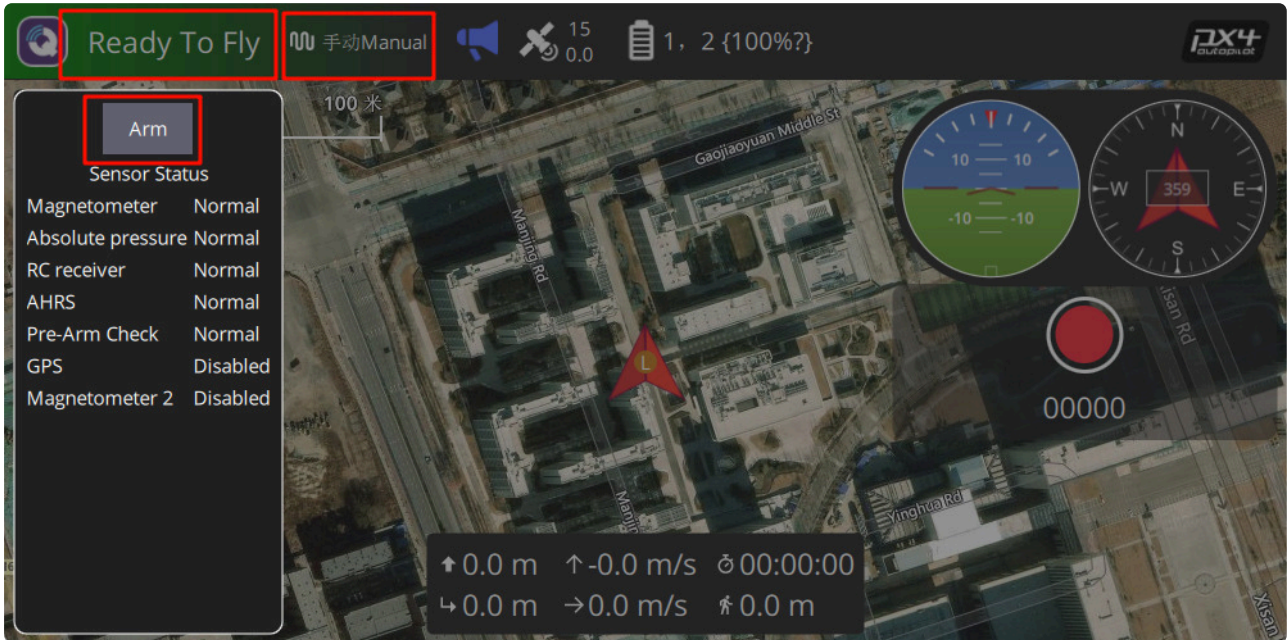 Ready To Fly
手动Manual
15
0.0
1，2{100%?}
px4
autopilot
Arm
Sensor Status
Magnetometer Normal
Absolute pressure Normal
RC receiver Normal
AHRS Normal
Pre-Arm Check Normal
GPS Disabled
Magnetometer 2 Disabled
100 米
Gaojiaoyuan Middle St
Manjing Rd
10 10
-10 -10
N
W 359 E
S
L
00000
Yinghua Rd
0.0 m -0.0 m/s 00:00:00
0.0 m 0.0 m/s 0.0 m